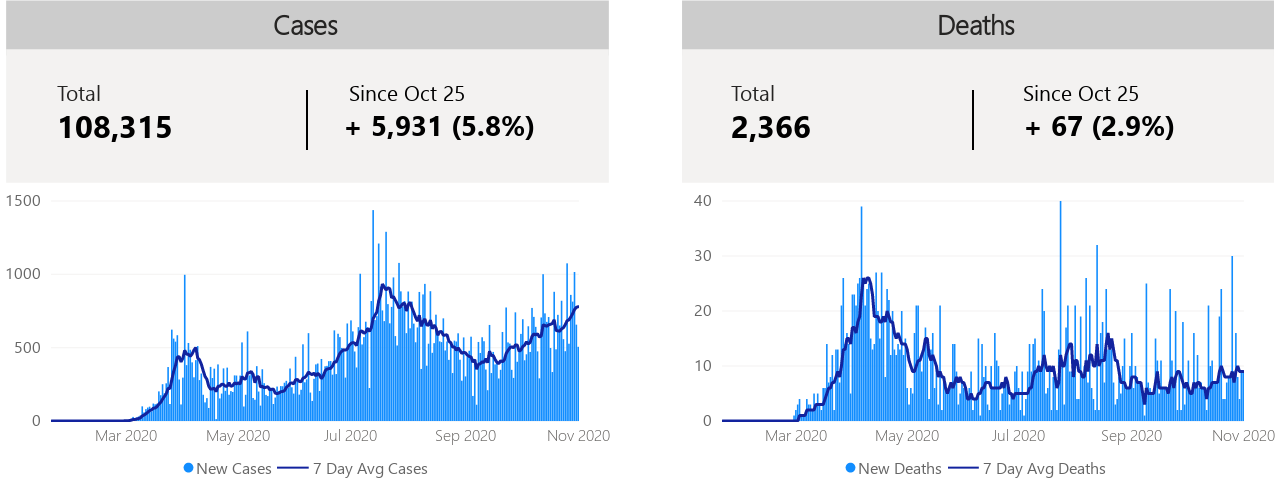 Cases
Total
108,315
Since Oct 25
+ 5,931 (5.8%)
1500
1000
500
0
Mar 2020 May 2020 Jul 2020 Sep 2020 Nov 2020
New Cases 7 Day Avg Cases
Deaths
Total
2,366
Since Oct 25
+ 67 (2.9%)
40
30
20
10
0
Mar 2020 May 2020 Jul 2020 Sep 2020 Nov 2020
New Deaths 7 Day Avg Deaths